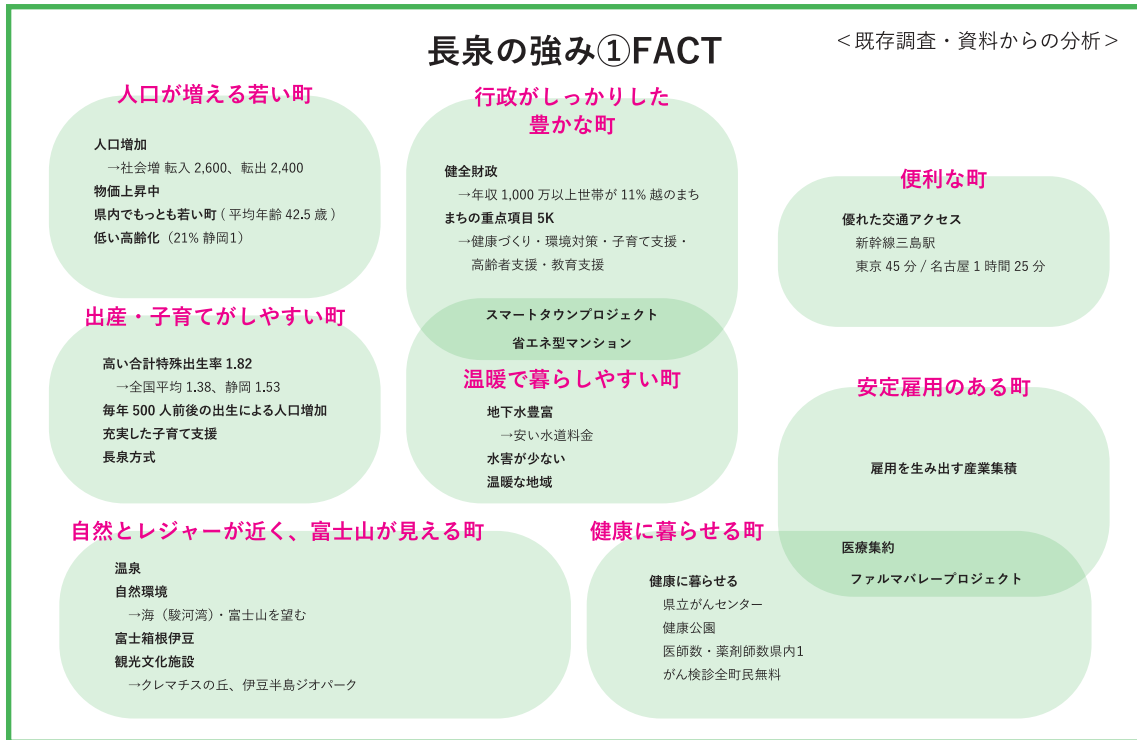 長泉の強み①FACT
＜既存調査・資料からの分析＞
人口が増える若い町
人口増加
→社会増 転入 2,600、転出 2,400
物価上昇中
県内でもっとも若い町 ( 平均年齢 42.5 歳 )
低い高齢化（21% 静岡1）
行政がしっかりした
豊かな町
健全財政
→年収 1,000 万以上世帯が 11% 越のまち
まちの重点項目 5K
→健康づくり・環境対策・子育て支援・
高齢者支援・教育支援
スマートタウンプロジェクト
省エネ型マンション
便利な町
優れた交通アクセス
新幹線三島駅
東京 45 分 / 名古屋 1 時間 25 分
出産・子育てがしやすい町
高い合計特殊出生率 1.82
→全国平均 1.38、静岡 1.53
毎年 500 人前後の出生による人口増加
充実した子育て支援
長泉方式
温暖で暮らしやすい町
地下水豊富
→安い水道料金
水害が少ない
温暖な地域
安定雇用のある町
雇用を生み出す産業集積
医療集約
ファルマバレープロジェクト
自然とレジャーが近く、富士山が見える町
温泉
自然環境
→海（駿河湾）・富士山を望む
富士箱根伊豆
観光文化施設
→クレマチスの丘、伊豆半島ジオパーク
健康に暮らせる町
健康に暮らせる
県立がんセンター
健康公園
医師数・薬剤師数県内1
がん検診全町民無料